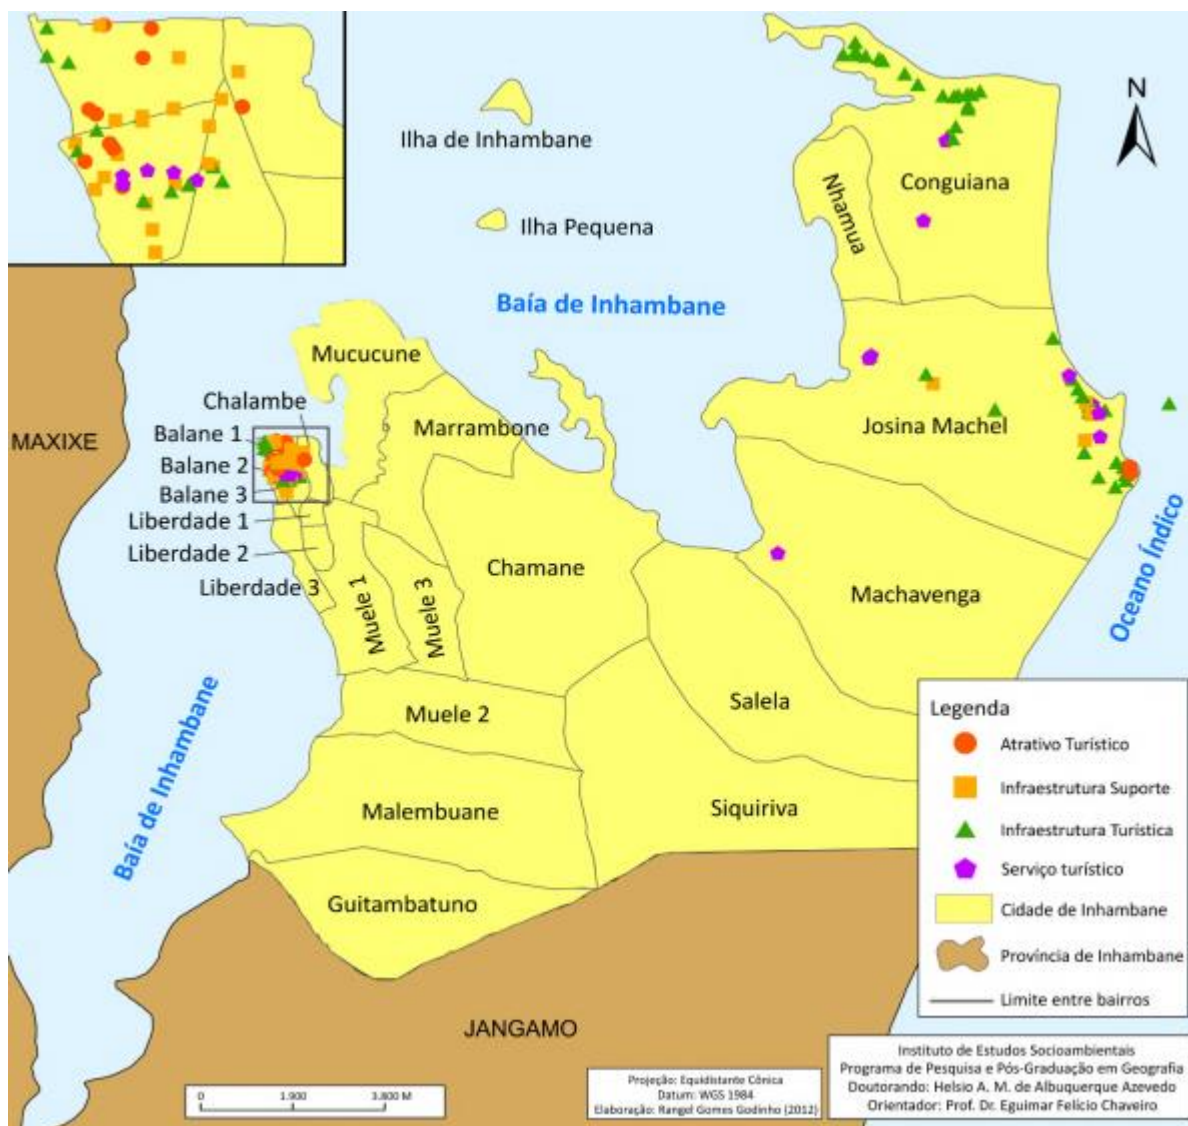 N
Ilha de Inhambane
Ilha Pequena
Nhamua
Conguiana
Baía de Inhambane
Mucucune
Chalambe
MAXIXE
Balane 1
Marrambone
Josina Machel
Balane 2
Balane 3
Liberdade 1
Liberdade 2
Liberdade 3
Muele 1
Muele 3
Chamane
Machavenga
Oceano Índico
Baía de Inhambane
Muele 2
Salela
Malembuane
Siquiriva
Guitambatuno
JANGAMO
Legenda
Atrativo Turístico
Infraestrutura Suporte
Infraestrutura Turística
Serviço turístico
Cidade de Inhambane
Província de Inhambane
Limite entre bairros
0 1.900 3.800 M
Projeção: Equidistante Cônica
Datum: WGS 1984
Elaboração: Rangel Gomes Godinho (2012)
Instituto de Estudos Socioambientais
Programa de Pesquisa e Pós-Graduação em Geografia
Doutorando: Helsio A. M. de Albuquerque Azevedo
Orientador: Prof. Dr. Eguimar Felício Chaveiro